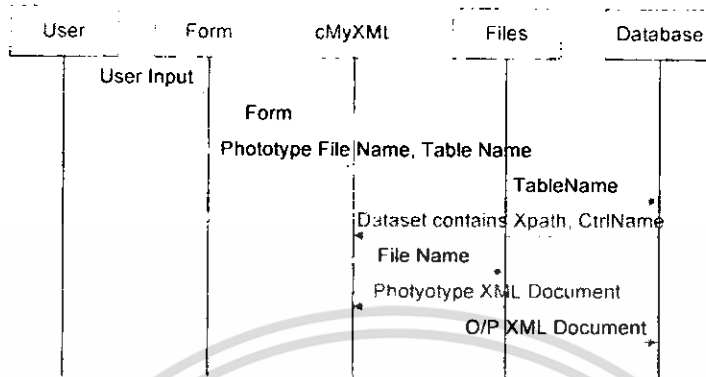 User Form cMyXML Files Database
User Input
Form
Phototype File Name, Table Name
TableName
Dataset contains Xpath, CtrlName
File Name
Photyotype XML Document
O/P XML Document